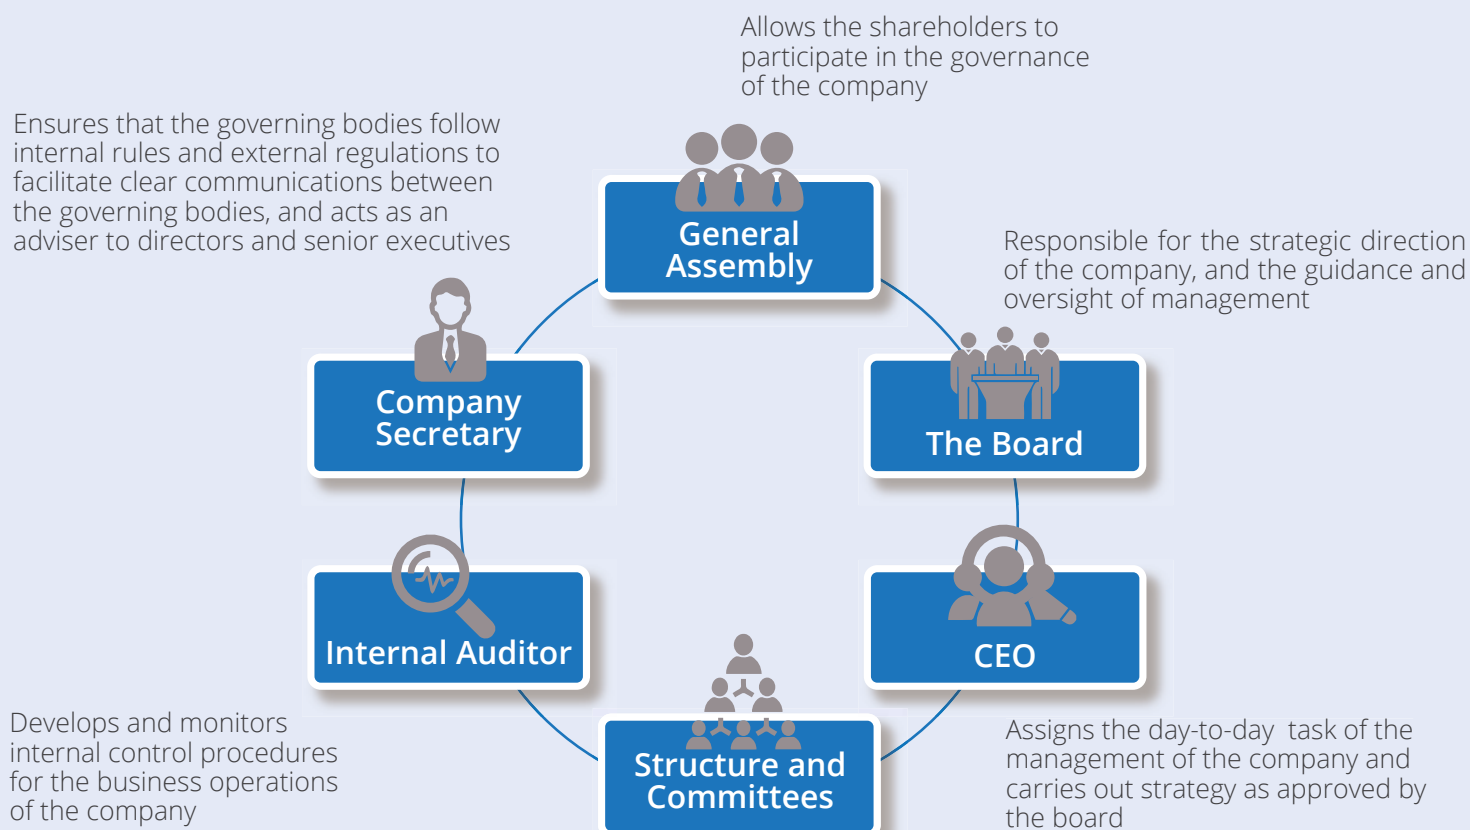 Allows the shareholders to
participate in the governance
of the company
Ensures that the governing bodies follow
internal rules and external regulations to
facilitate clear communications between
the governing bodies, and acts as an
adviser to directors and senior executives
General
Assembly
Responsible for the strategic direction
of the company, and the guidance and
oversight of management
Company
Secretary
The Board
Internal Auditor
CEO
Develops and monitors
internal control procedures
for the business operations
of the company
Structure and
Committees
Assigns the day-to-day task of the
management of the company and
carries out strategy as approved by
the board